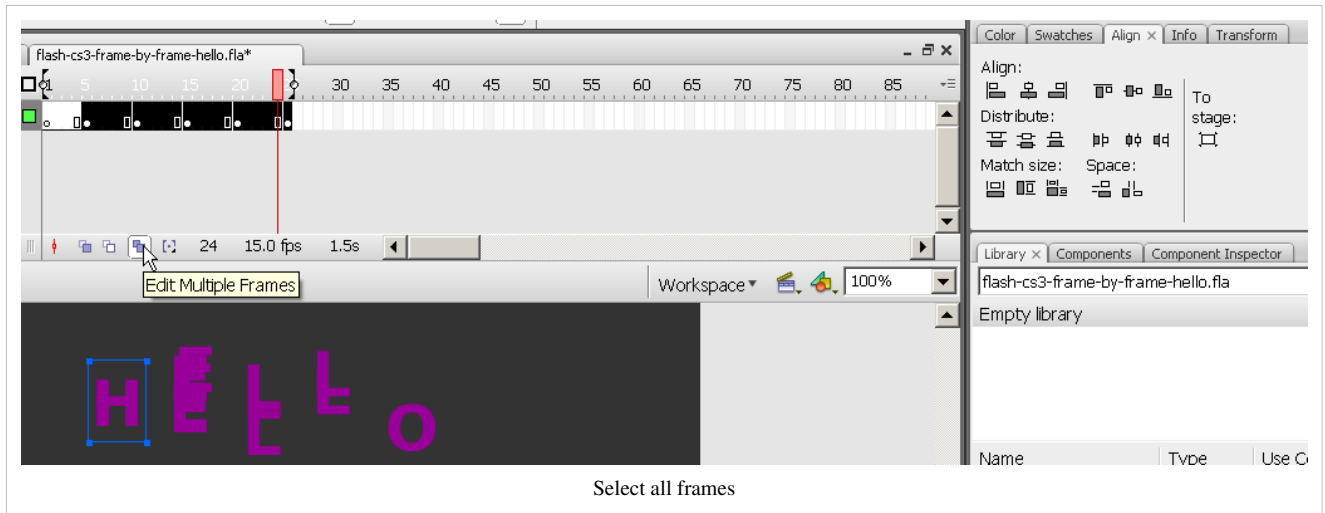 flash-cs3-frame-by-frame-hello.fla*
1 5 10 15 20 30 35 40 45 50 55 60 65 70 75 80 85
24 15.0 fps 1.5s
Edit Multiple Frames
Workspace 100%
HELLO
Color Swatches Align × Info Transform
Align:
To
stage:
Distribute:
Match size: Space:
Library × Components Component Inspector
flash-cs3-frame-by-frame-hello.fla
Empty library
Name Type Use
Select all frames